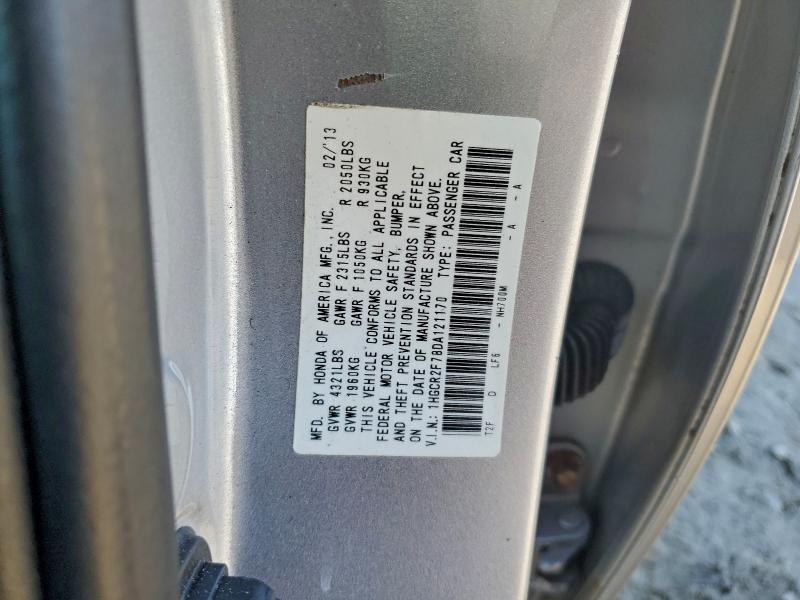 MFD. BY HONDA OF AMERICA MFG., INC. 02/'13
GVWR 4321LBS GAWR F 2315LBS R 2050LBS
GVWR 1960KG GAWR F 1050KG R 930KG
THIS VEHICLE CONFORMS TO ALL APPLICABLE
FEDERAL MOTOR VEHICLE SAFETY, BUMPER,
AND THEFT PREVENTION STANDARDS IN EFFECT
ON THE DATE OF MANUFACTURE SHOWN ABOVE.
V.I.N.: 1HGCR2F78DA121170 TYPE: PASSENGER CAR
T2F D LF6 - NH700M - A - A